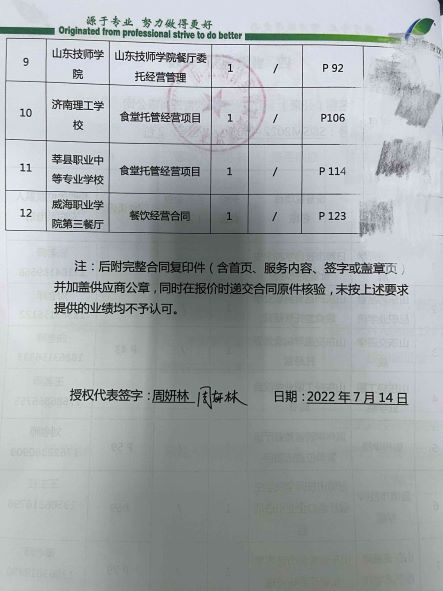 源于专业 努力做得更好
Originated from professional strive to do better
9 山东技师学院 山东技师学院餐厅委托经营管理 1 / P 92
10 济南理工学校 食堂托管经营项目 1 / P106
11 莘县职业中等专业学校 食堂托管经营项目 1 / P 114
12 威海职业学院第三餐厅 餐饮经营合同 1 / P 123
注：后附完整合同复印件（含首页、服务内容、签字或盖章页）
并加盖供应商公章，同时在报价时递交合同原件核验，未按上述要求
提供的业绩均不予认可。
授权代表签字：周妍林 周妍林 日期：2022 年 7 月 14 日